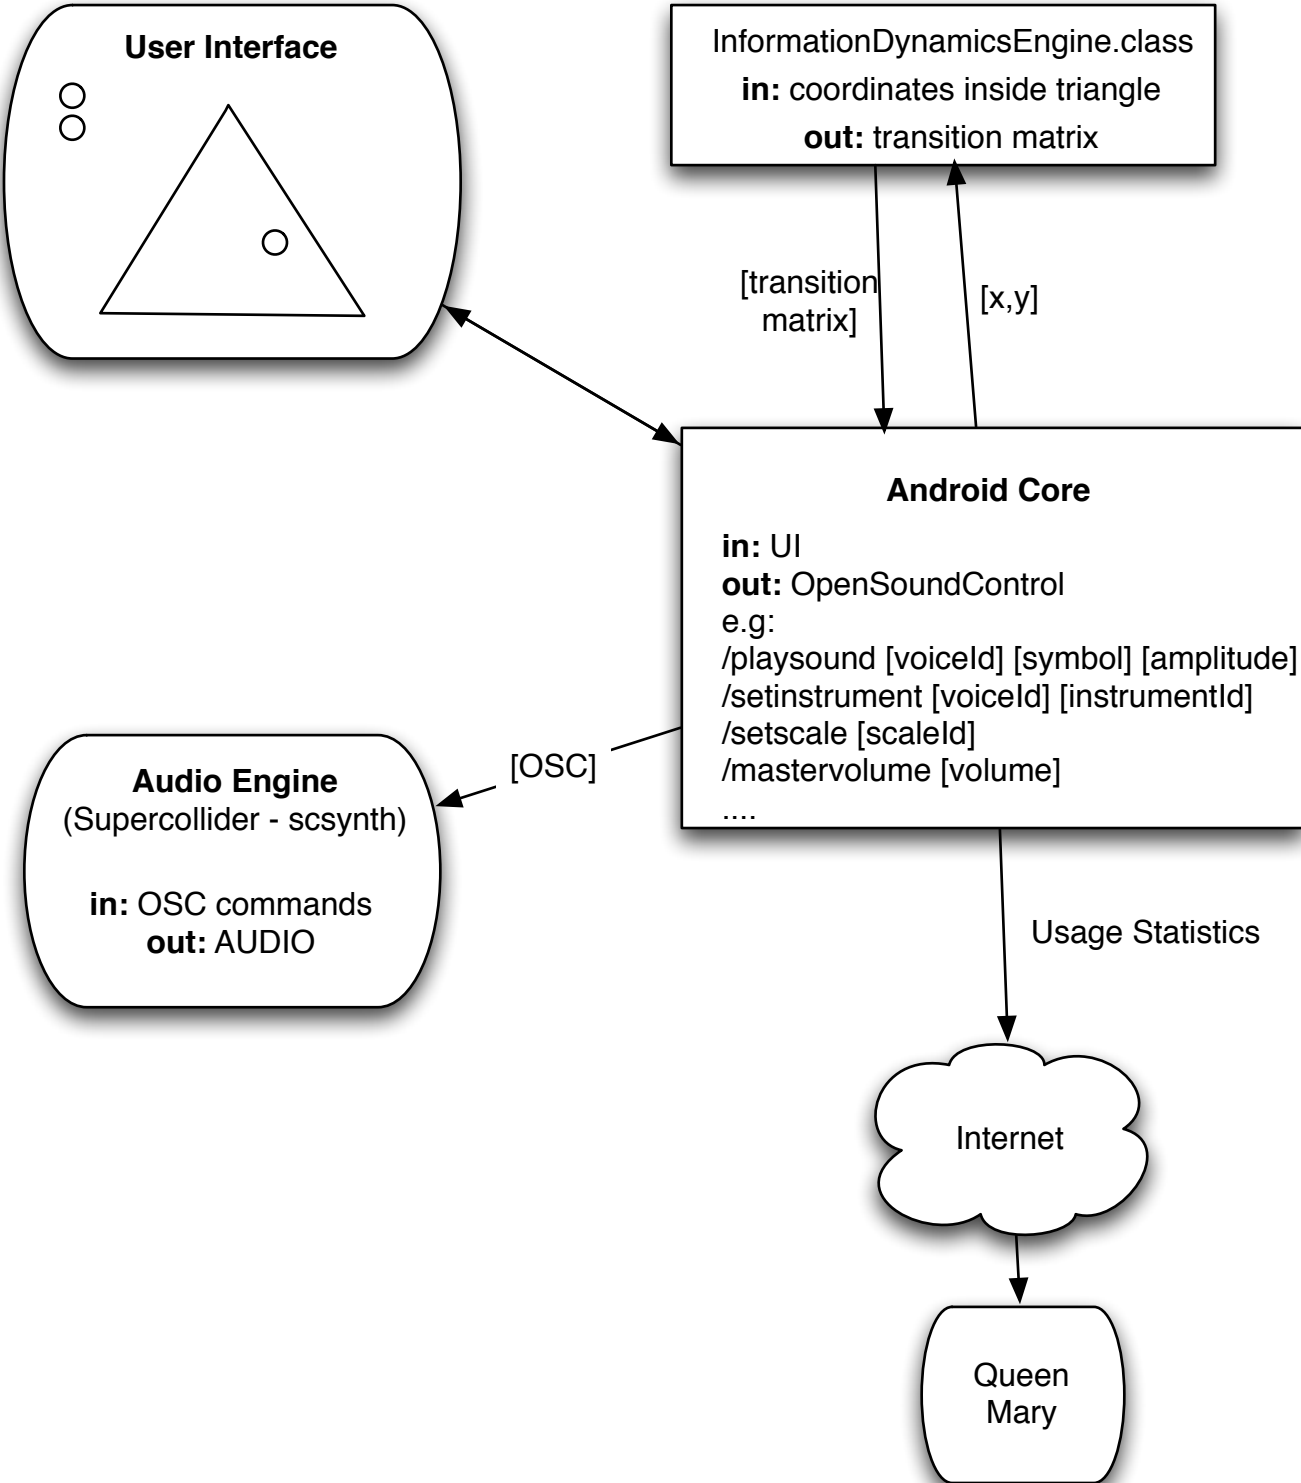 User Interface
InformationDynamicsEngine.class
in: coordinates inside triangle
out: transition matrix
[transition
matrix]
[x,y]
Android Core
in: UI
out: OpenSoundControl
e.g:
/playsound [voiceId] [symbol] [amplitude]
/setinstrument [voiceId] [instrumentId]
/setscale [scaleId]
/mastervolume [volume]
....
[OSC]
Audio Engine
(Supercollider - scsynth)
in: OSC commands
out: AUDIO
Usage Statistics
Internet
Queen
Mary